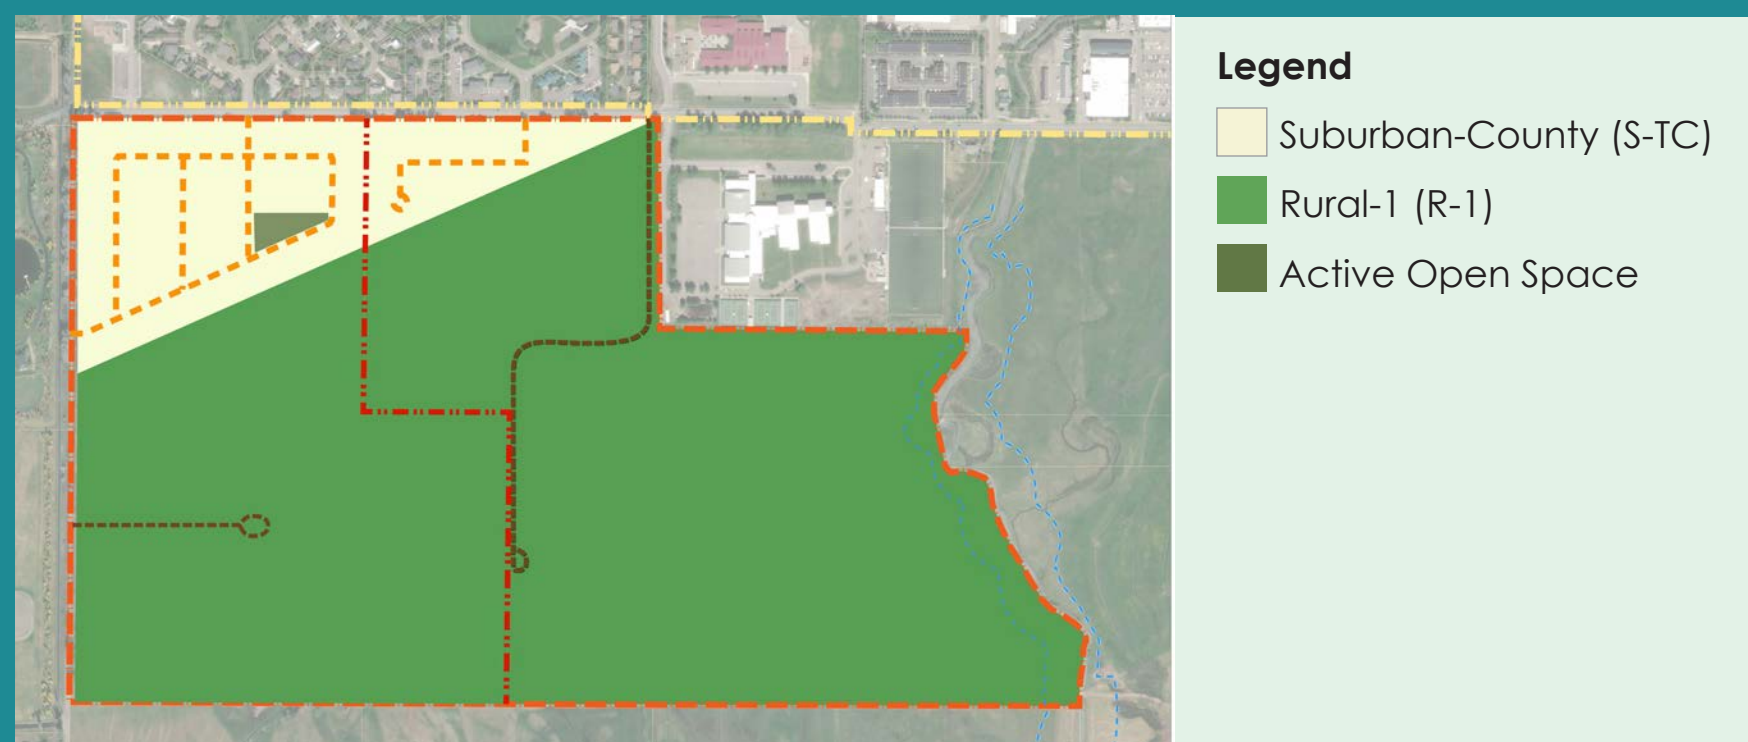 Legend
Suburban-County (S-TC)
Rural-1 (R-1)
Active Open Space